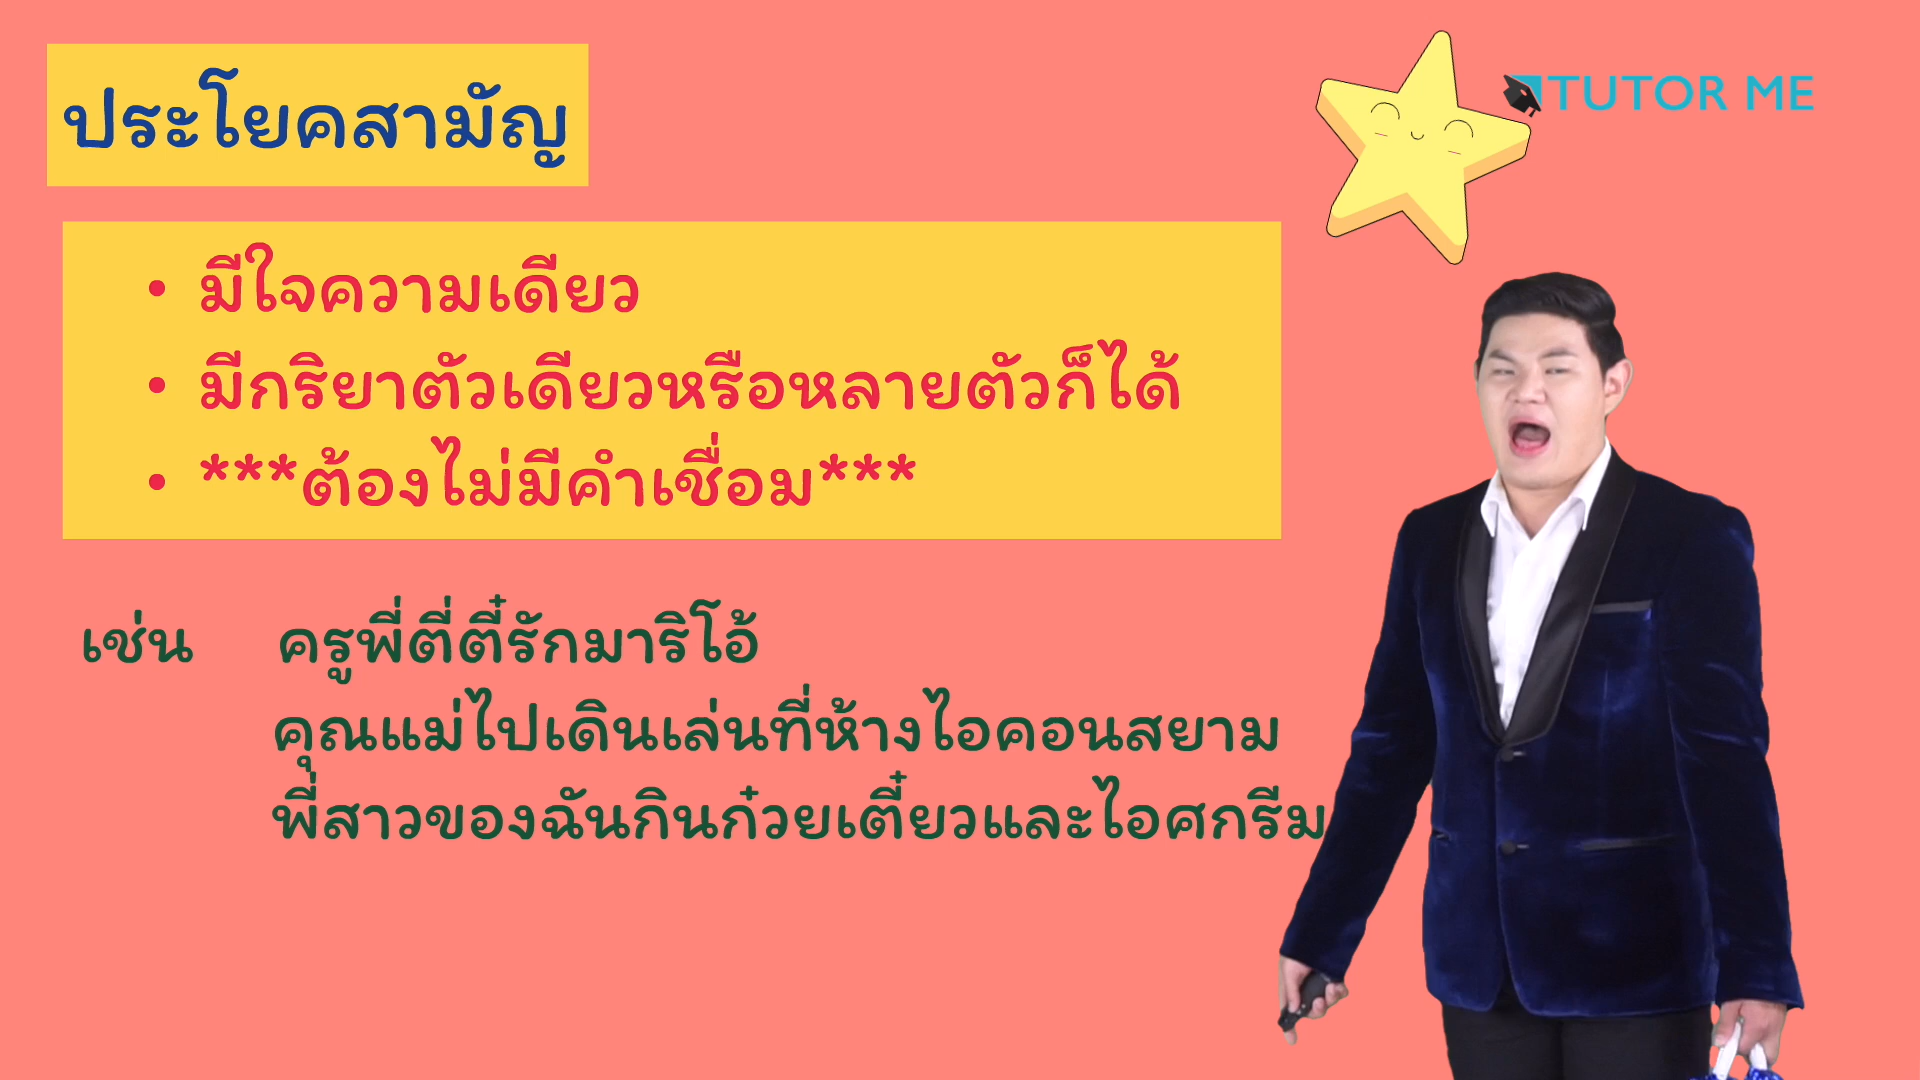 ประโยคสามัญ
TUTOR ME
• มีใจความเดียว
• มีกริยาตัวเดียวหรือหลายตัวก็ได้
• ***ต้องไม่มีคำเชื่อม***
เช่น ครูพี่ตี่ตี๋รักมาริโอ้
คุณแม่ไปเดินเล่นที่ห้างไอคอนสยาม
พี่สาวของฉันกินก๋วยเตี๋ยวและไอศกรีม